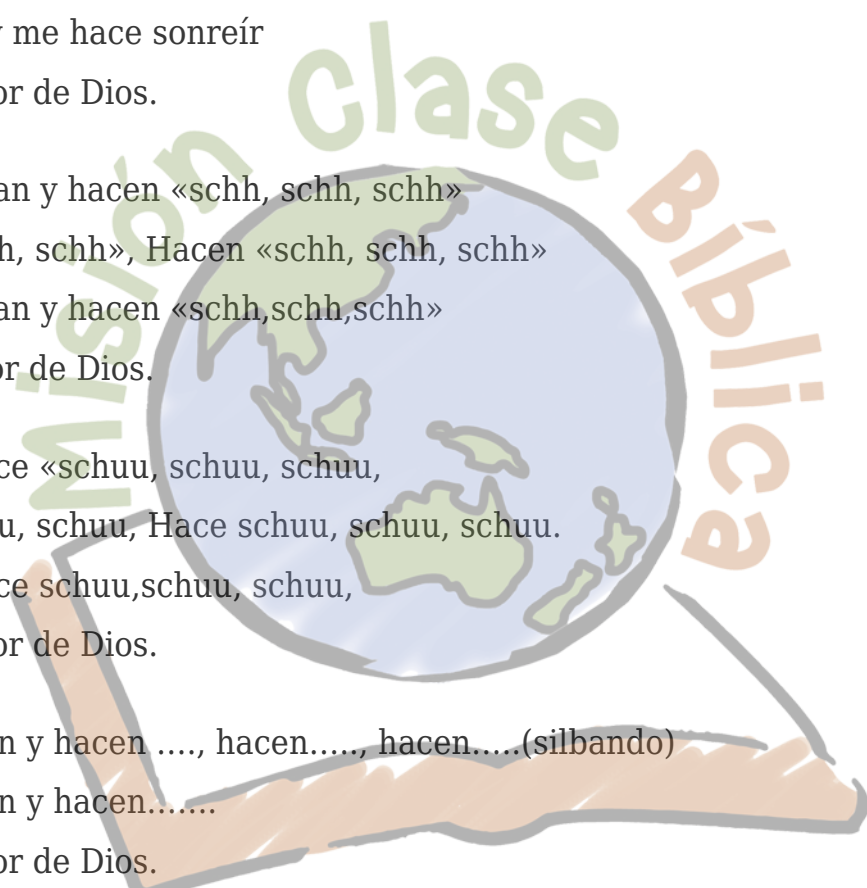 y me hace sonreír
or de Dios.
an y hacen «schh, schh, schh»
h, schh», Hacen «schh, schh, schh»
an y hacen «schh,schh,schh»
or de Dios.
ce «schuu, schuu, schuu,
u, schuu, Hace schuu, schuu, schuu.
ce schuu,schuu, schuu,
or de Dios.
n y hacen ...., hacen....., hacen.....(silbando)
n y hacen.......
or de Dios.
Misión Clase Bíblica